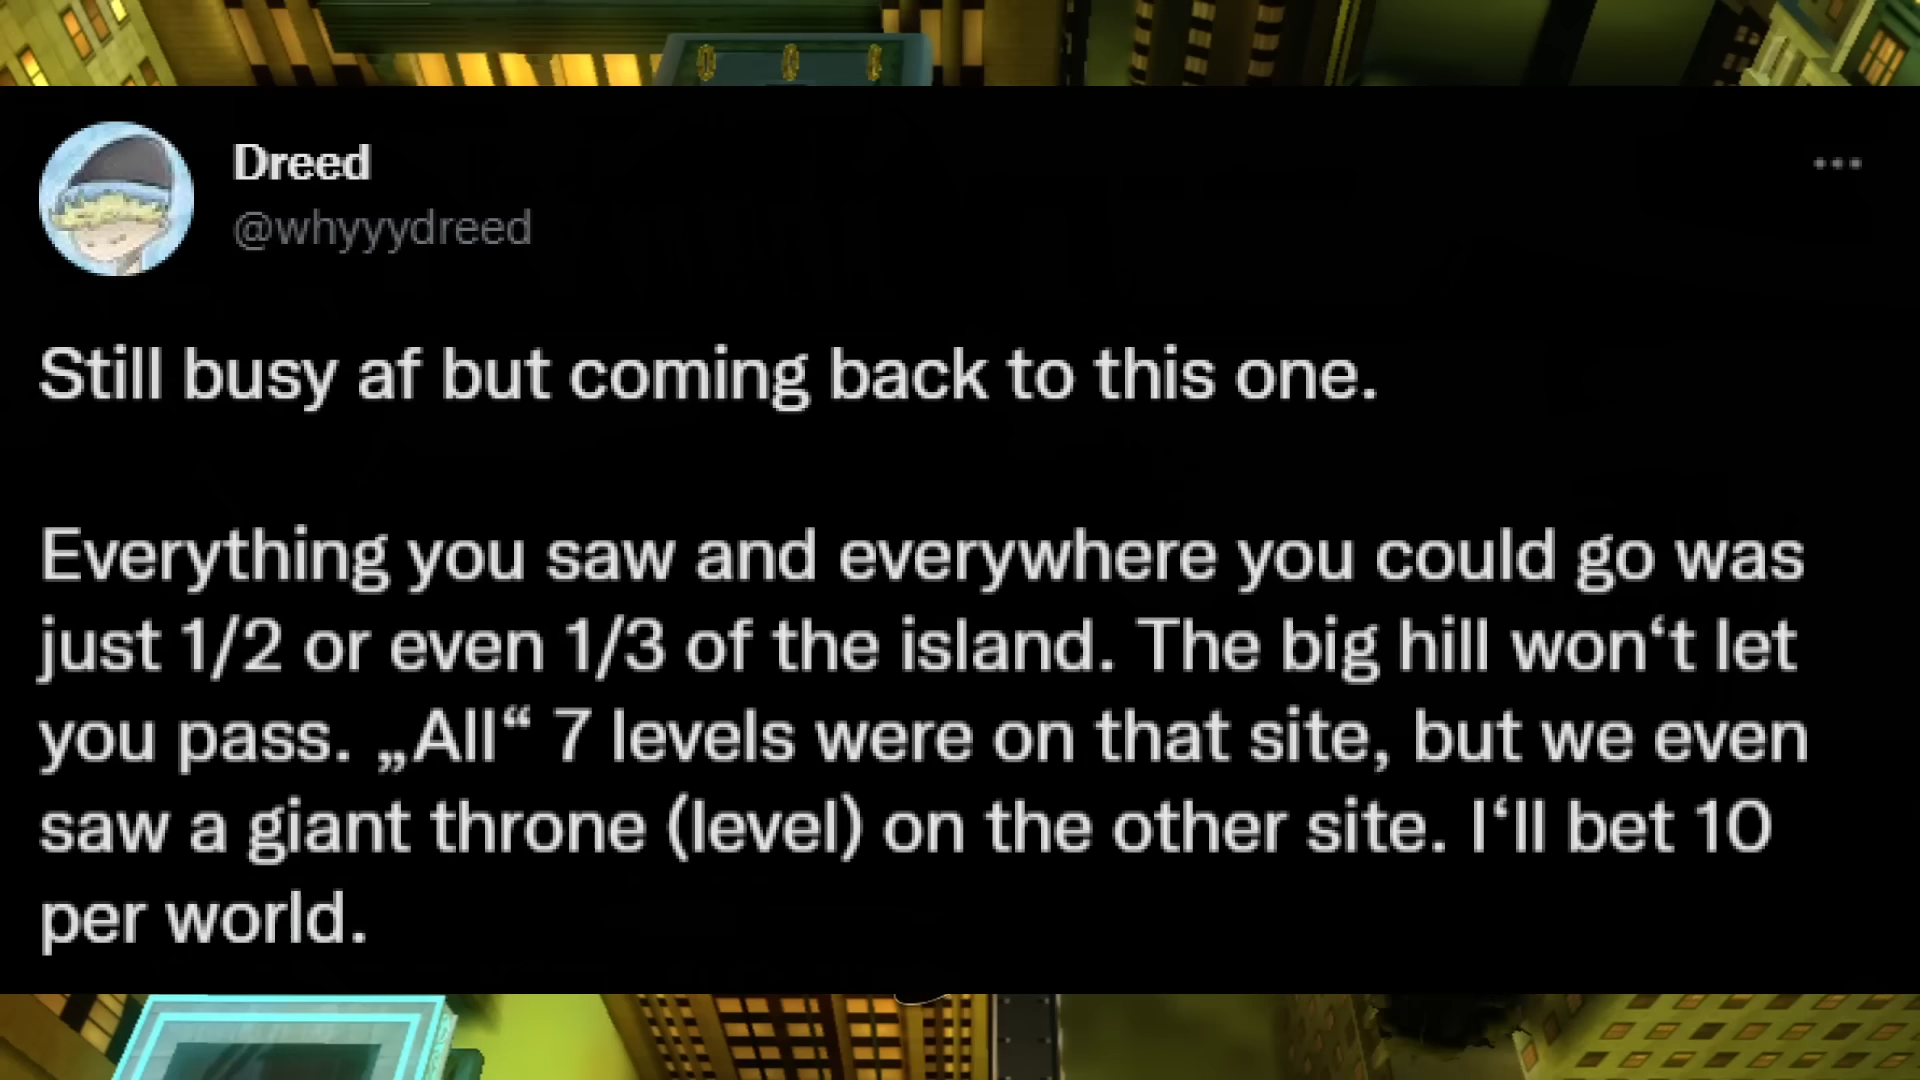 Dreed
@whyyydreed
Still busy af but coming back to this one.
Everything you saw and everywhere you could go was
just 1/2 or even 1/3 of the island. The big hill won‘t let
you pass. „All“ 7 levels were on that site, but we even
saw a giant throne (level) on the other site. I‘ll bet 10
per world.